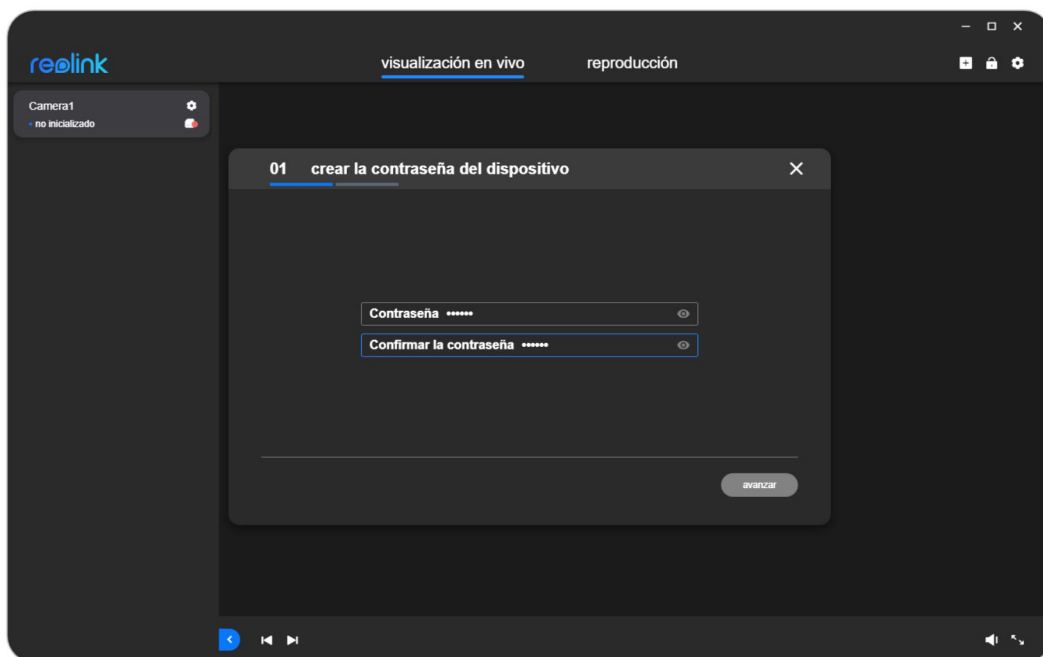 reolink
visualización en vivo
reproducción
Camera1
no inicializado
01 crear la contraseña del dispositivo
Contraseña ••••••
Confirmar la contraseña ••••••
avanzar